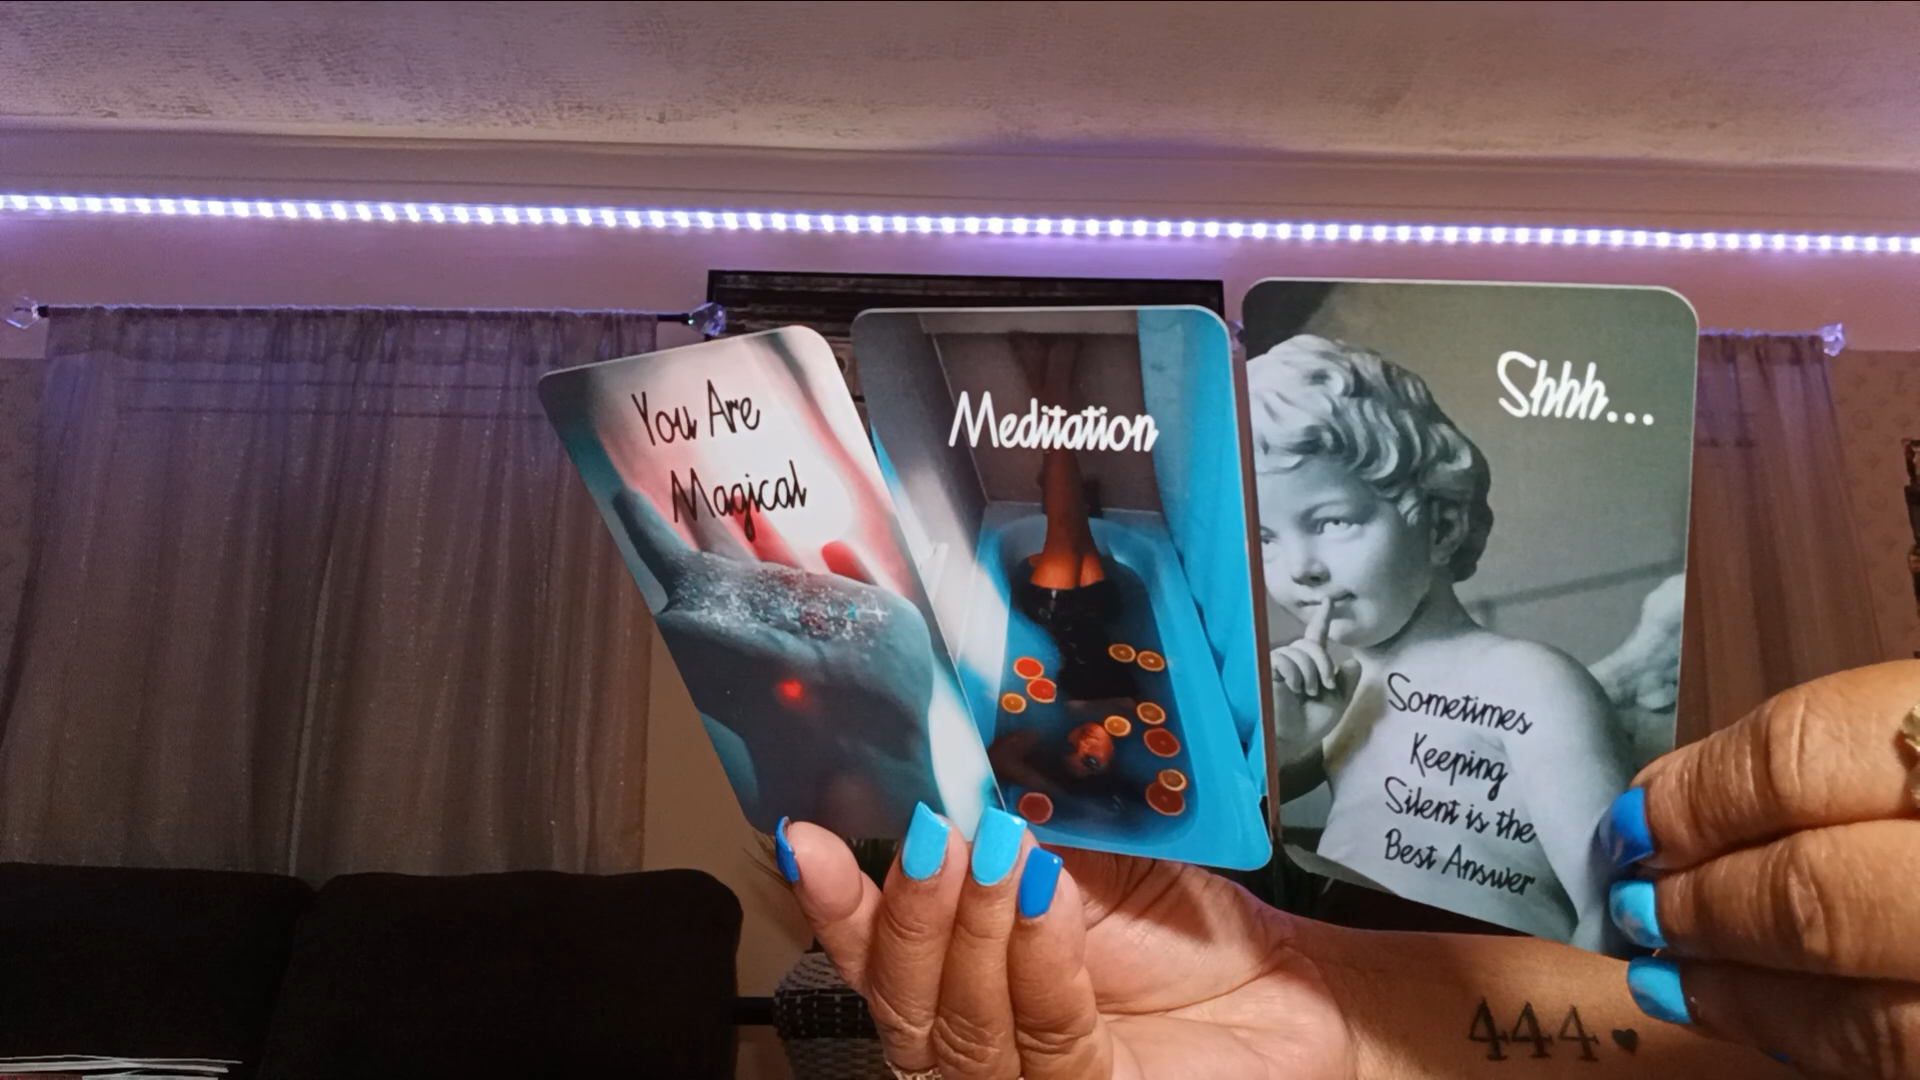 You Are
Magical
Meditation
Shhh...
Sometimes
Keeping
Silent is the
Best Answer
444